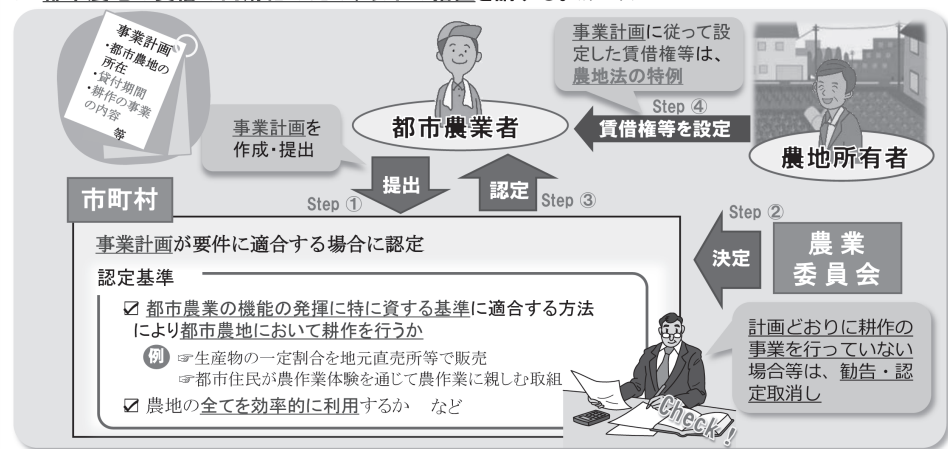 事業計画
・都市農地の
所在
・貸付期間
・耕作の事業
の内容
等
事業計画を
作成・提出
都市農業者
事業計画に従って設
定した賃借権等は、
農地法の特例
Step ④
賃借権等を設定
農地所有者
市町村
Step ①
提出
認定
Step ③
事業計画が要件に適合する場合に認定
認定基準
☑ 都市農業の機能の発揮に特に資する基準に適合する方法
により都市農地において耕作を行うか
例 ☞生産物の一定割合を地元直売所等で販売
☞都市住民が農作業体験を通じて農作業に親しむ取組
☑ 農地の全てを効率的に利用するか など
Step ②
決定
農業
委員会
計画どおりに耕作の
事業を行っていない
場合等は、勧告・認
定取消し
Check!